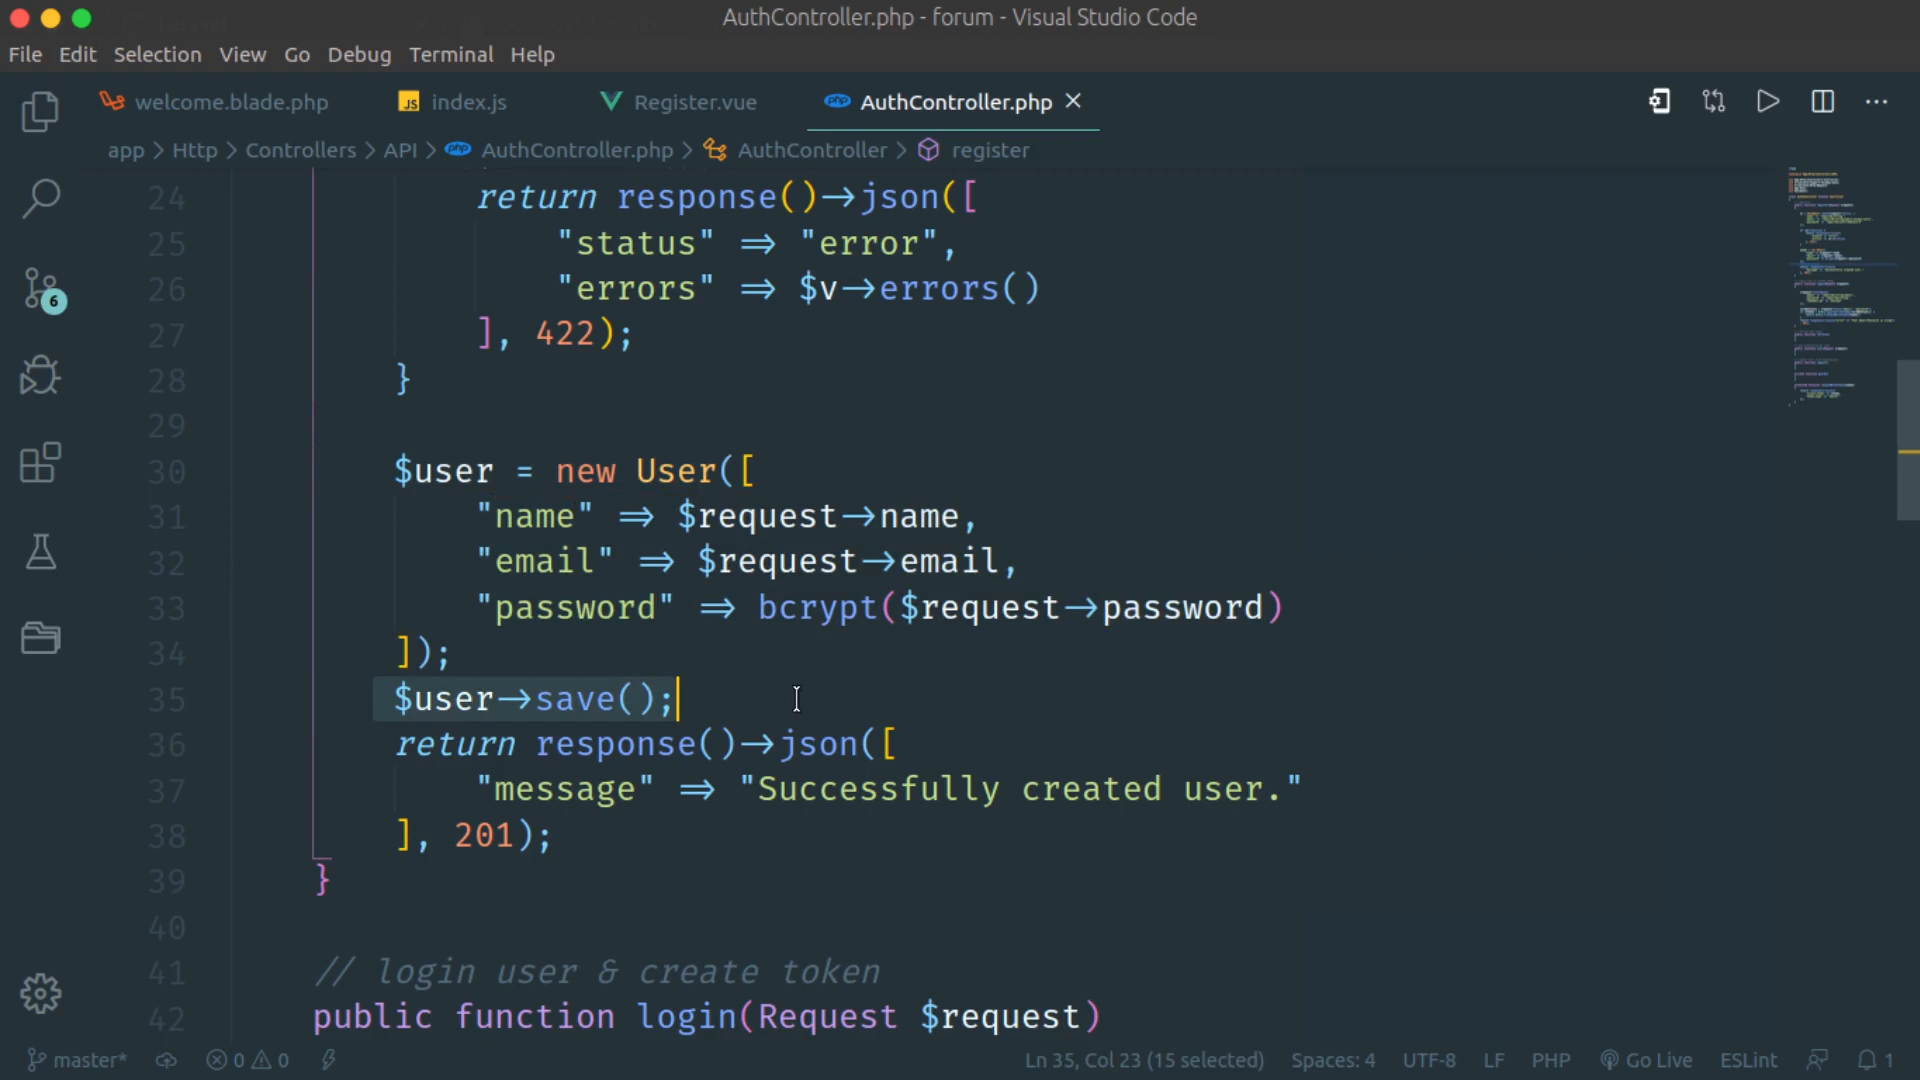 AuthController.php - forum - Visual Studio Code
File Edit Selection View Go Debug Terminal Help
welcome.blade.php JS index.js Register.vue php AuthController.php
app > Http > Controllers > API > php AuthController.php > AuthController > register
24 return response()->json([
25 "status" => "error",
26 "errors" => $v->errors()
27 ], 422);
28 }
29
30 $user = new User([
31 "name" => $request->name,
32 "email" => $request->email,
33 "password" => bcrypt($request->password)
34 ]);
35 $user->save();
36 return response()->json([
37 "message" => "Successfully created user."
38 ], 201);
39 }
40
41 // login user & create token
42 public function login(Request $request)
6
master* 0 0 Ln 35, Col 23 (15 selected) Spaces: 4 UTF-8 LF PHP Go Live ESLint 1